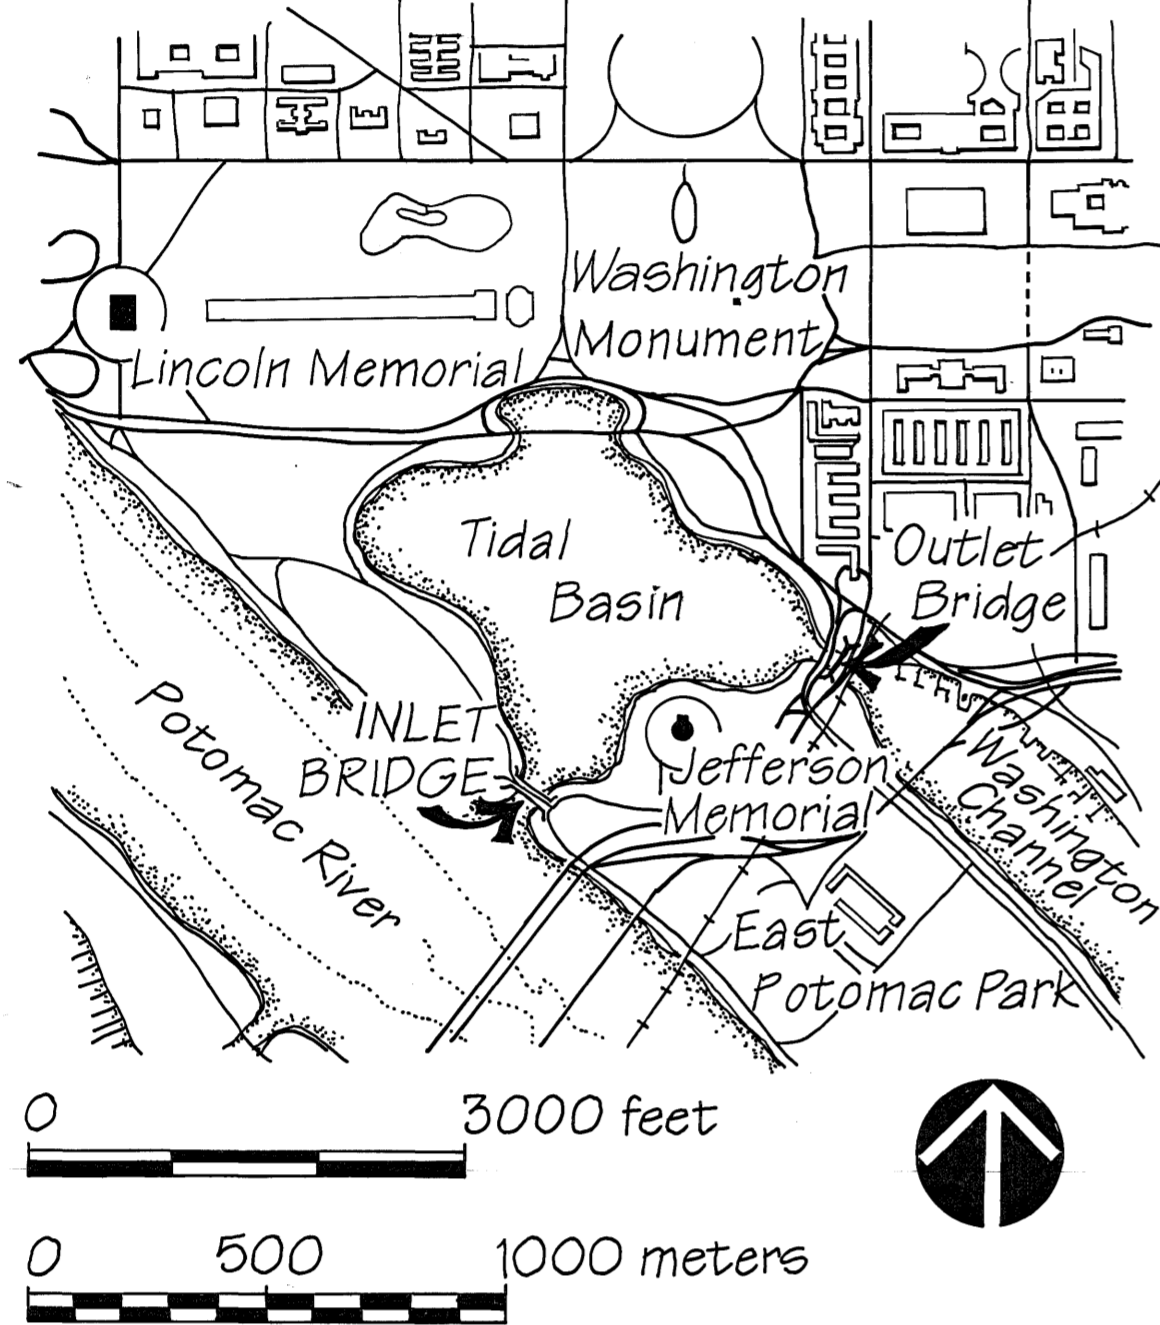 Washington
Monument
Lincoln Memorial
Tidal
Basin
Outlet
Bridge
Potomac River
INLET
BRIDGE
Jefferson
Memorial
Washington
Channel
East
Potomac Park
0 3000 feet
0 500 1000 meters